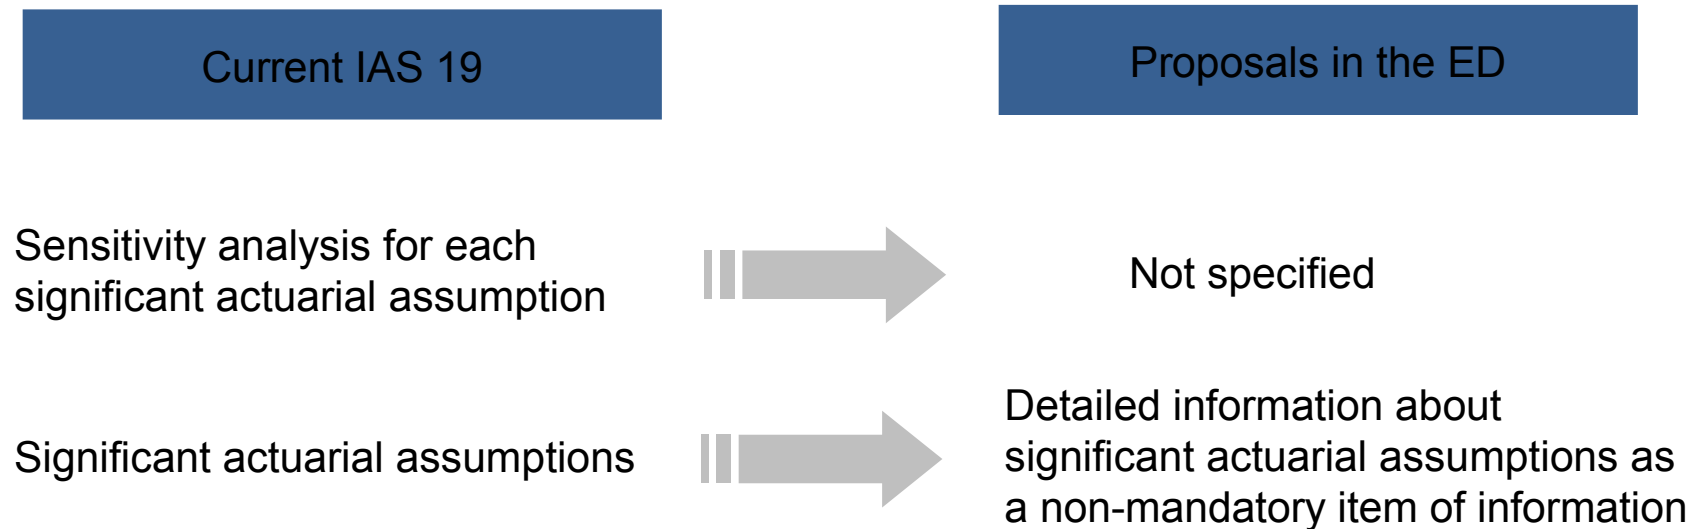 Current IAS 19
Proposals in the ED
Sensitivity analysis for each
significant actuarial assumption
Not specified
Significant actuarial assumptions
Detailed information about
significant actuarial assumptions as
a non-mandatory item of information